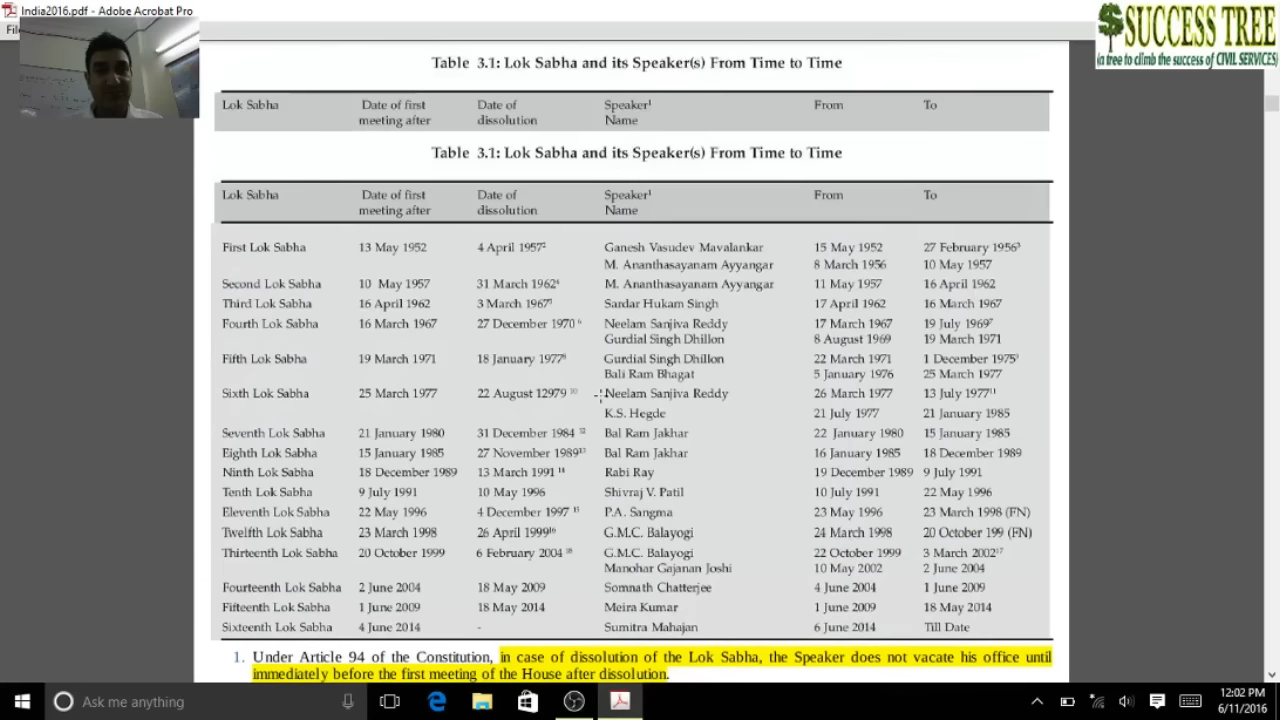 India2016.pdf - Adobe Acrobat Pro
SUCCESS TREE
(a tree to climb the success of CIVIL SERVICES)
Table 3.1: Lok Sabha and its Speaker(s) From Time to Time
Lok Sabha Date of first meeting after Date of dissolution Speaker¹ Name From To
Table 3.1: Lok Sabha and its Speaker(s) From Time to Time
Lok Sabha Date of first meeting after Date of dissolution Speaker¹ Name From To
First Lok Sabha 13 May 1952 4 April 1957² Ganesh Vasudev Mavalankar 15 May 1952 27 February 1956³
M. Ananthasayanam Ayyangar 8 March 1956 10 May 1957
Second Lok Sabha 10 May 1957 31 March 1962⁴ M. Ananthasayanam Ayyangar 11 May 1957 16 April 1962
Third Lok Sabha 16 April 1962 3 March 1967⁵ Sardar Hukam Singh 17 April 1962 16 March 1967
Fourth Lok Sabha 16 March 1967 27 December 1970 ⁶ Neelam Sanjiva Reddy 17 March 1967 19 July 1969⁷
Gurdial Singh Dhillon 8 August 1969 19 March 1971
Fifth Lok Sabha 19 March 1971 18 January 1977⁸ Gurdial Singh Dhillon 22 March 1971 1 December 1975⁹
Bali Ram Bhagat 5 January 1976 25 March 1977
Sixth Lok Sabha 25 March 1977 22 August 12979 ¹⁰ Neelam Sanjiva Reddy 26 March 1977 13 July 1977¹¹
K.S. Hegde 21 July 1977 21 January 1985
Seventh Lok Sabha 21 January 1980 31 December 1984 ¹² Bal Ram Jakhar 22 January 1980 15 January 1985
Eighth Lok Sabha 15 January 1985 27 November 1989¹³ Bal Ram Jakhar 16 January 1985 18 December 1989
Ninth Lok Sabha 18 December 1989 13 March 1991 ¹⁴ Rabi Ray 19 December 1989 9 July 1991
Tenth Lok Sabha 9 July 1991 10 May 1996 Shivraj V. Patil 10 July 1991 22 May 1996
Eleventh Lok Sabha 22 May 1996 4 December 1997 ¹⁵ P.A. Sangma 23 May 1996 23 March 1998 (FN)
Twelfth Lok Sabha 23 March 1998 26 April 1999¹⁶ G.M.C. Balayogi 24 March 1998 20 October 199 (FN)
Thirteenth Lok Sabha 20 October 1999 6 February 2004 ¹⁸ G.M.C. Balayogi 22 October 1999 3 March 2002¹⁷
Manohar Gajanan Joshi 10 May 2002 2 June 2004
Fourteenth Lok Sabha 2 June 2004 18 May 2009 Somnath Chatterjee 4 June 2004 1 June 2009
Fifteenth Lok Sabha 1 June 2009 18 May 2014 Meira Kumar 1 June 2009 18 May 2014
Sixteenth Lok Sabha 4 June 2014 - Sumitra Mahajan 6 June 2014 Till Date
1. Under Article 94 of the Constitution, in case of dissolution of the Lok Sabha, the Speaker does not vacate his office until
immediately before the first meeting of the House after dissolution.
Ask me anything
12:02 PM
6/11/2016